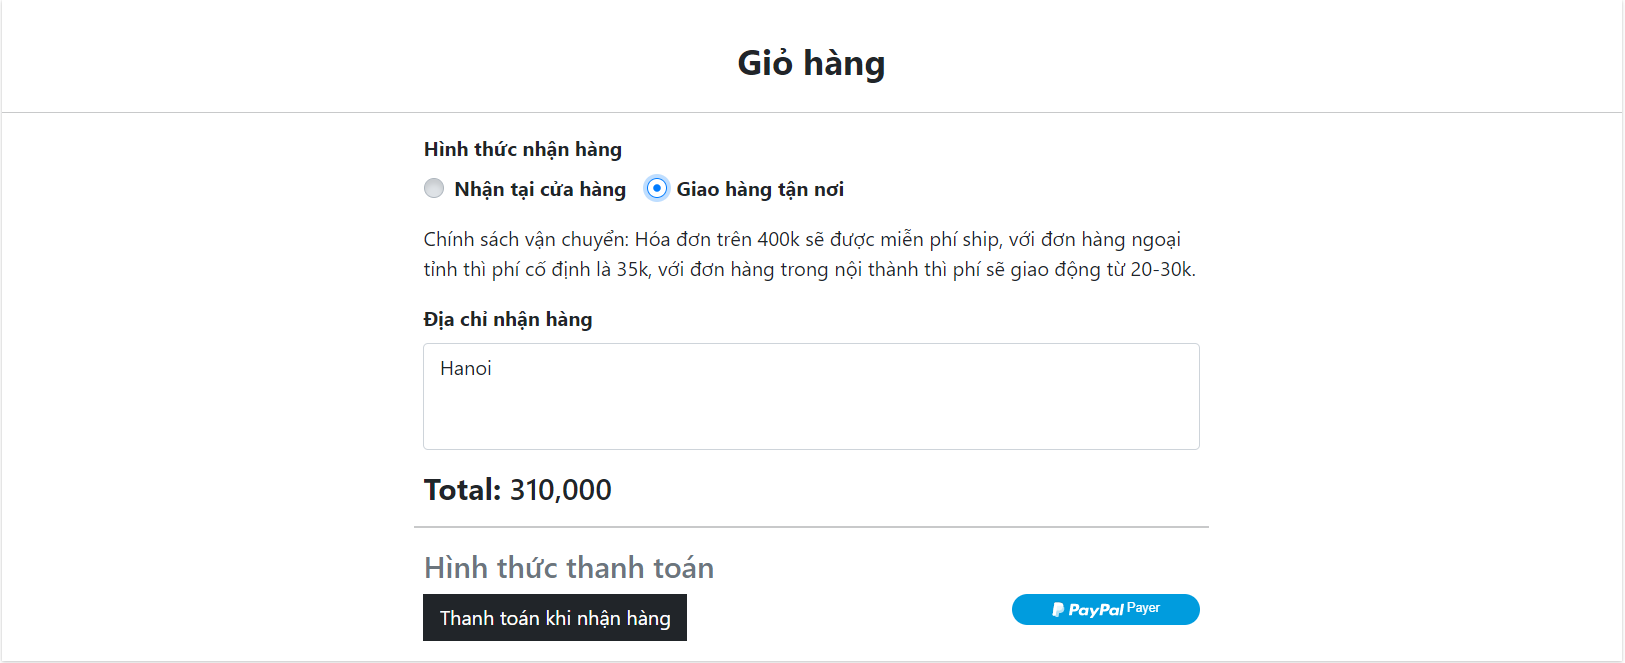 Giỏ hàng
Hình thức nhận hàng
Nhận tại cửa hàng Giao hàng tận nơi
Chính sách vận chuyển: Hóa đơn trên 400k sẽ được miễn phí ship, với đơn hàng ngoại
tỉnh thì phí cố định là 35k, với đơn hàng trong nội thành thì phí sẽ giao động từ 20-30k.
Địa chỉ nhận hàng
Hanoi
Total: 310,000
Hình thức thanh toán
Thanh toán khi nhận hàng
PayPal Payer